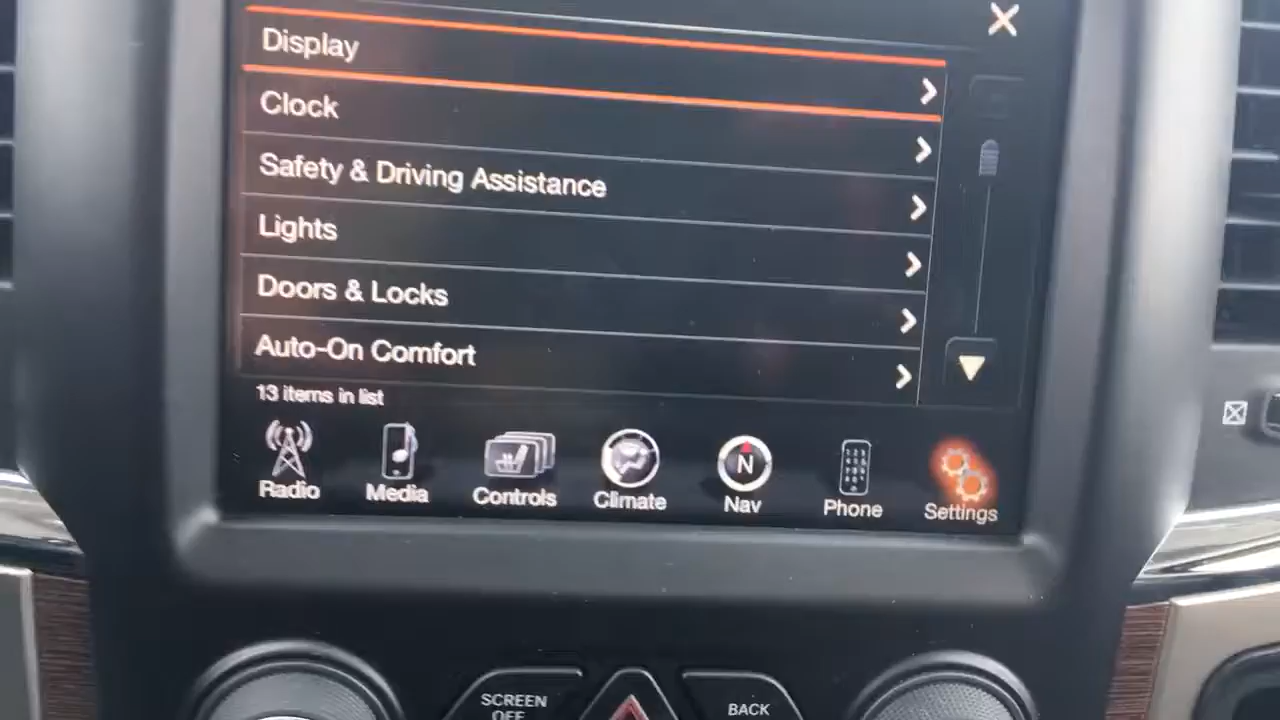 Display
Clock
Safety & Driving Assistance
Lights
Doors & Locks
Auto-On Comfort
13 items in list
Radio
Media
Controls
Climate
N
Nav
Phone
Settings
SCREEN
OFF
BACK